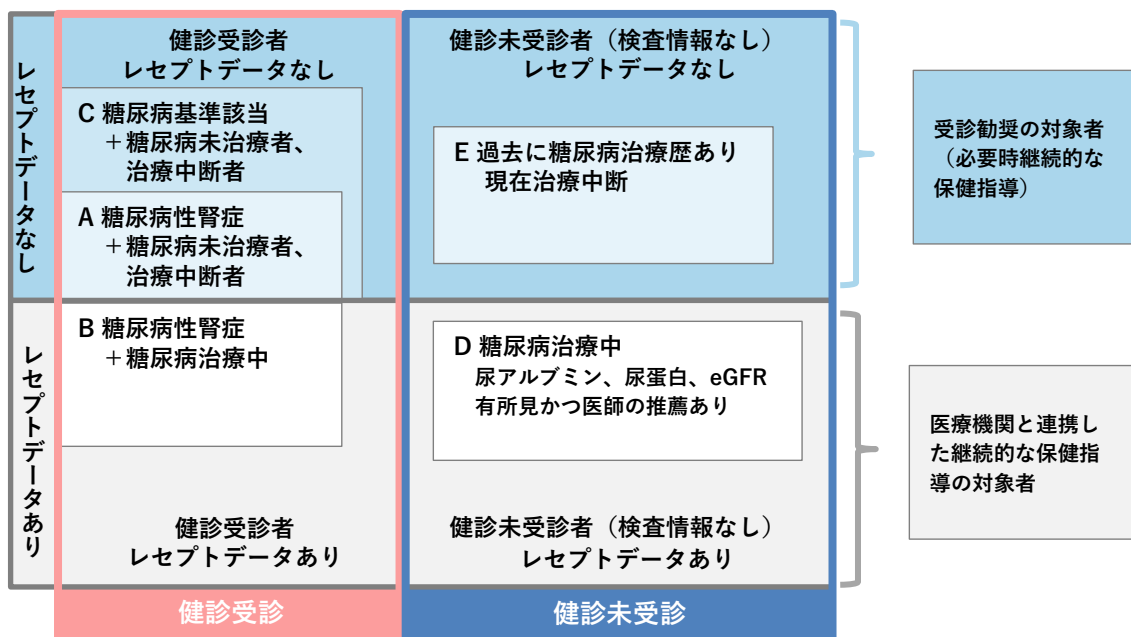 レセプトデータなし
健診受診者
レセプトデータなし
C 糖尿病基準該当
＋糖尿病未治療者、
治療中断者
A 糖尿病性腎症
＋糖尿病未治療者、
治療中断者
健診未受診者（検査情報なし）
レセプトデータなし
E 過去に糖尿病治療歴あり
現在治療中断
受診勧奨の対象者
（必要時継続的な
保健指導）
レセプトデータあり
B 糖尿病性腎症
＋糖尿病治療中
健診受診者
レセプトデータあり
D 糖尿病治療中
尿アルブミン、尿蛋白、eGFR
有所見かつ医師の推薦あり
健診未受診者（検査情報なし）
レセプトデータあり
医療機関と連携し
た継続的な保健指
導の対象者
健診受診
健診未受診